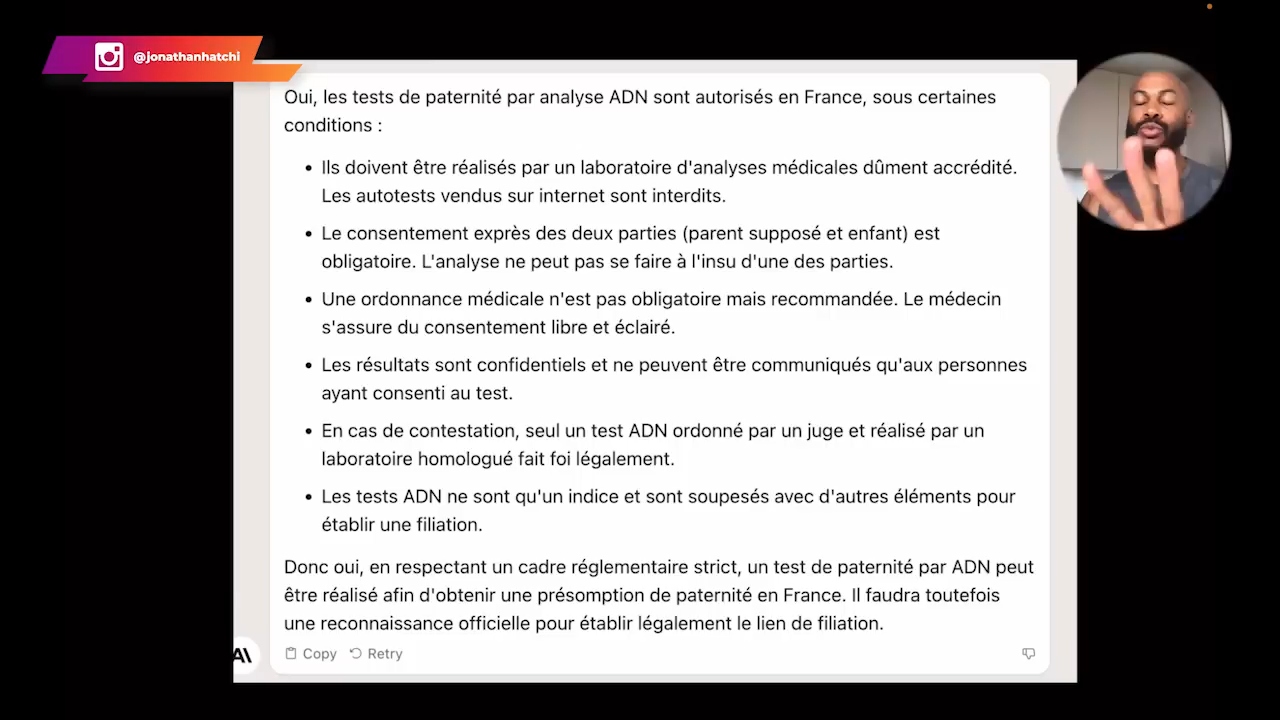 @jonathanhatchi
Oui, les tests de paternité par analyse ADN sont autorisés en France, sous certaines
conditions :
• Ils doivent être réalisés par un laboratoire d'analyses médicales dûment accrédité.
Les autotests vendus sur internet sont interdits.
• Le consentement exprès des deux parties (parent supposé et enfant) est
obligatoire. L'analyse ne peut pas se faire à l'insu d'une des parties.
• Une ordonnance médicale n'est pas obligatoire mais recommandée. Le médecin
s'assure du consentement libre et éclairé.
• Les résultats sont confidentiels et ne peuvent être communiqués qu'aux personnes
ayant consenti au test.
• En cas de contestation, seul un test ADN ordonné par un juge et réalisé par un
laboratoire homologué fait foi légalement.
• Les tests ADN ne sont qu'un indice et sont soupesés avec d'autres éléments pour
établir une filiation.
Donc oui, en respectant un cadre réglementaire strict, un test de paternité par ADN peut
être réalisé afin d'obtenir une présomption de paternité en France. Il faudra toutefois
une reconnaissance officielle pour établir légalement le lien de filiation.
A\
Copy Retry